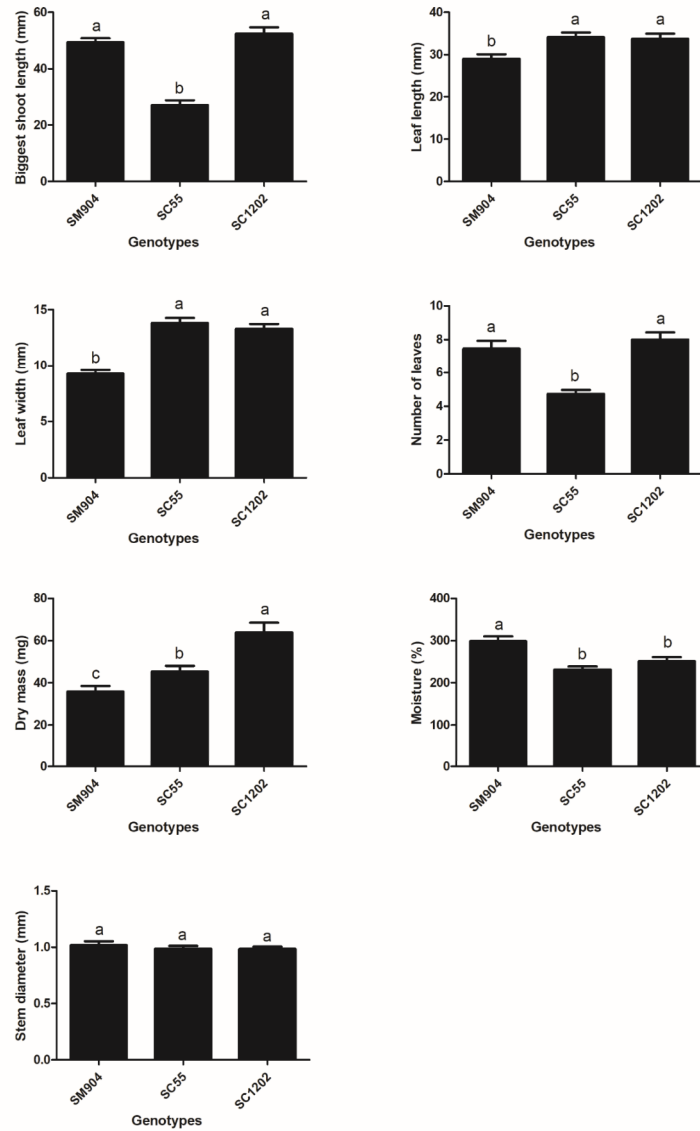 Biggest shoot length (mm)
60
40
20
0
a
b
a
SM904
SC55
SC1202
Genotypes
Leaf length (mm)
40
30
20
10
0
b
a
a
SM904
SC55
SC1202
Genotypes
Leaf width (mm)
15
10
5
0
b
a
a
SM904
SC55
SC1202
Genotypes
Number of leaves
10
8
6
4
2
0
a
b
a
SM904
SC55
SC1202
Genotypes
Dry mass (mg)
80
60
40
20
0
c
b
a
SM904
SC55
SC1202
Genotypes
Moisture (%)
400
300
200
100
0
a
b
b
SM904
SC55
SC1202
Genotypes
Stem diameter (mm)
1.5
1.0
0.5
0.0
a
a
a
SM904
SC55
SC1202
Genotypes